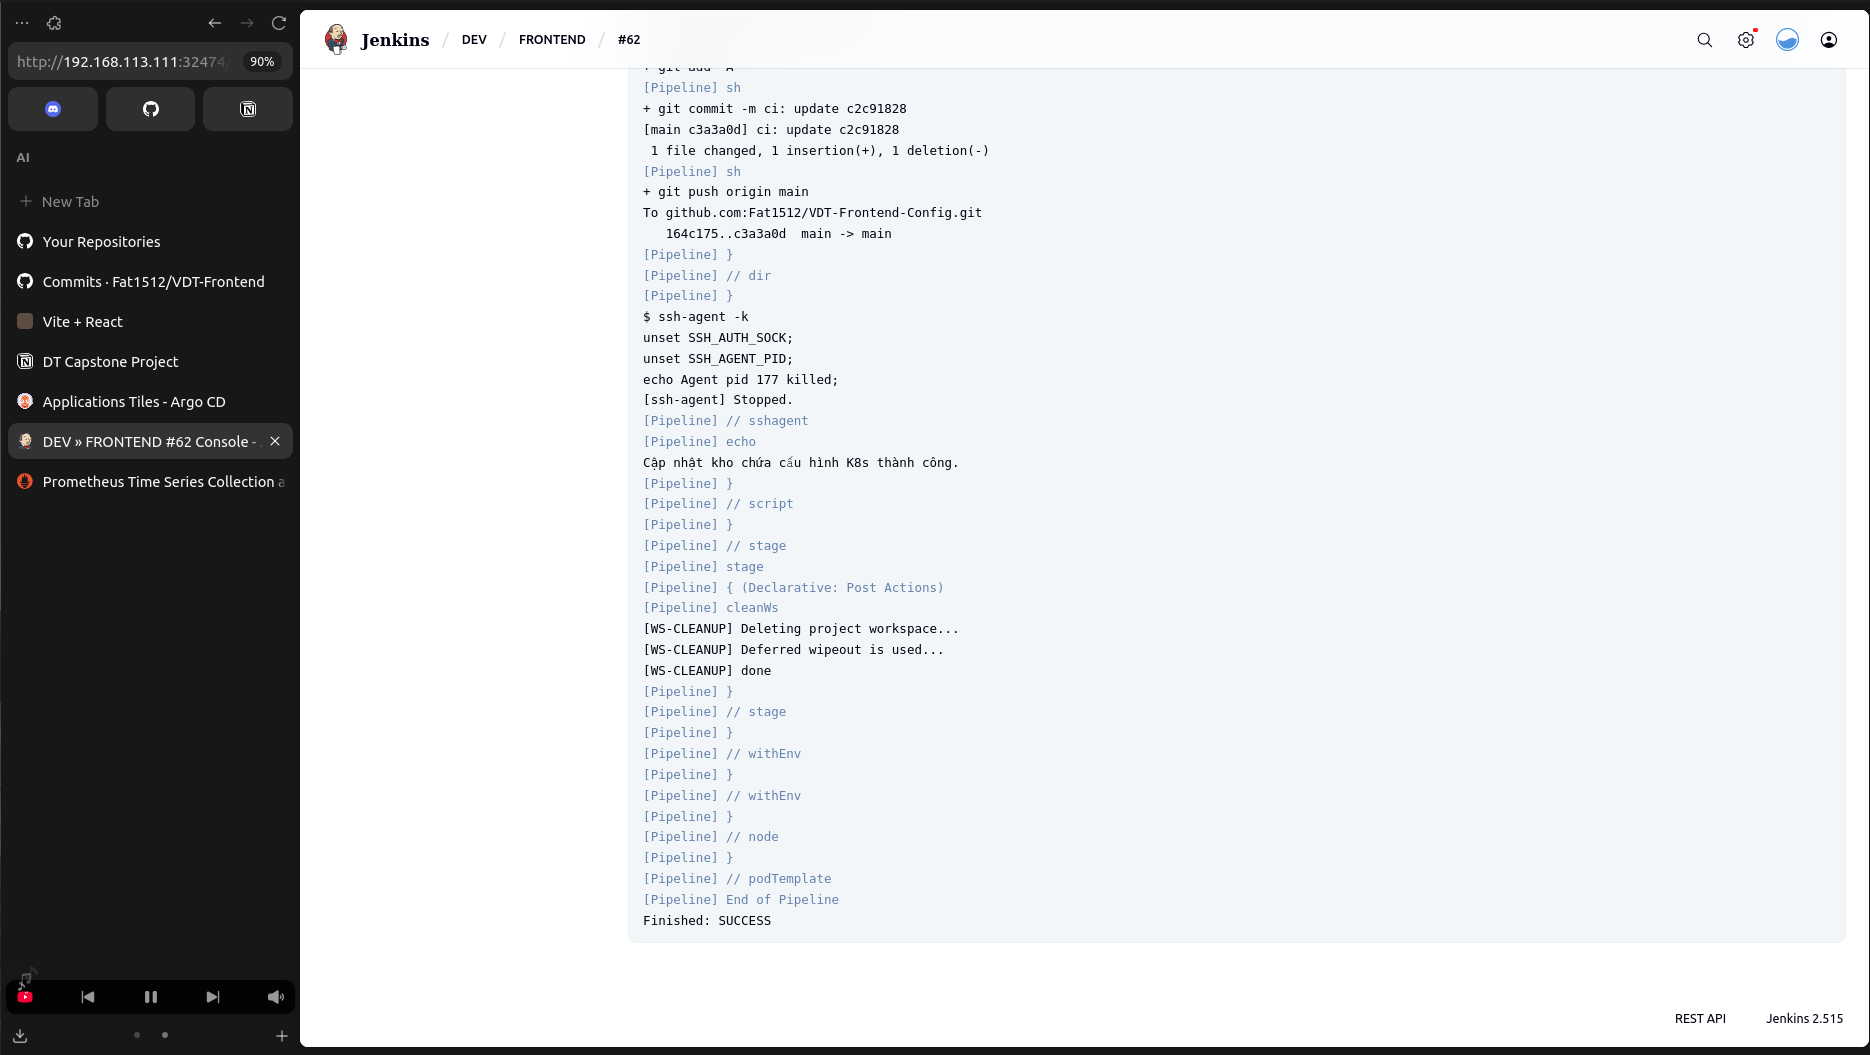 http://192.168.113.111:32474/
90%
AI
New Tab
Your Repositories
Commits · Fat1512/VDT-Frontend
Vite + React
DT Capstone Project
Applications Tiles - Argo CD
DEV » FRONTEND #62 Console -
Prometheus Time Series Collection a
Jenkins / DEV / FRONTEND / #62
+ git add -A
[Pipeline] sh
+ git commit -m ci: update c2c91828
[main c3a3a0d] ci: update c2c91828
1 file changed, 1 insertion(+), 1 deletion(-)
[Pipeline] sh
+ git push origin main
To github.com:Fat1512/VDT-Frontend-Config.git
164c175..c3a3a0d  main -> main
[Pipeline] }
[Pipeline] // dir
[Pipeline] }
$ ssh-agent -k
unset SSH_AUTH_SOCK;
unset SSH_AGENT_PID;
echo Agent pid 177 killed;
[ssh-agent] Stopped.
[Pipeline] // sshagent
[Pipeline] echo
Cập nhật kho chứa cấu hình K8s thành công.
[Pipeline] }
[Pipeline] // script
[Pipeline] }
[Pipeline] // stage
[Pipeline] stage
[Pipeline] { (Declarative: Post Actions)
[Pipeline] cleanWs
[WS-CLEANUP] Deleting project workspace...
[WS-CLEANUP] Deferred wipeout is used...
[WS-CLEANUP] done
[Pipeline] }
[Pipeline] // stage
[Pipeline] }
[Pipeline] // withEnv
[Pipeline] }
[Pipeline] // withEnv
[Pipeline] }
[Pipeline] // node
[Pipeline] }
[Pipeline] // podTemplate
[Pipeline] End of Pipeline
Finished: SUCCESS
REST API
Jenkins 2.515